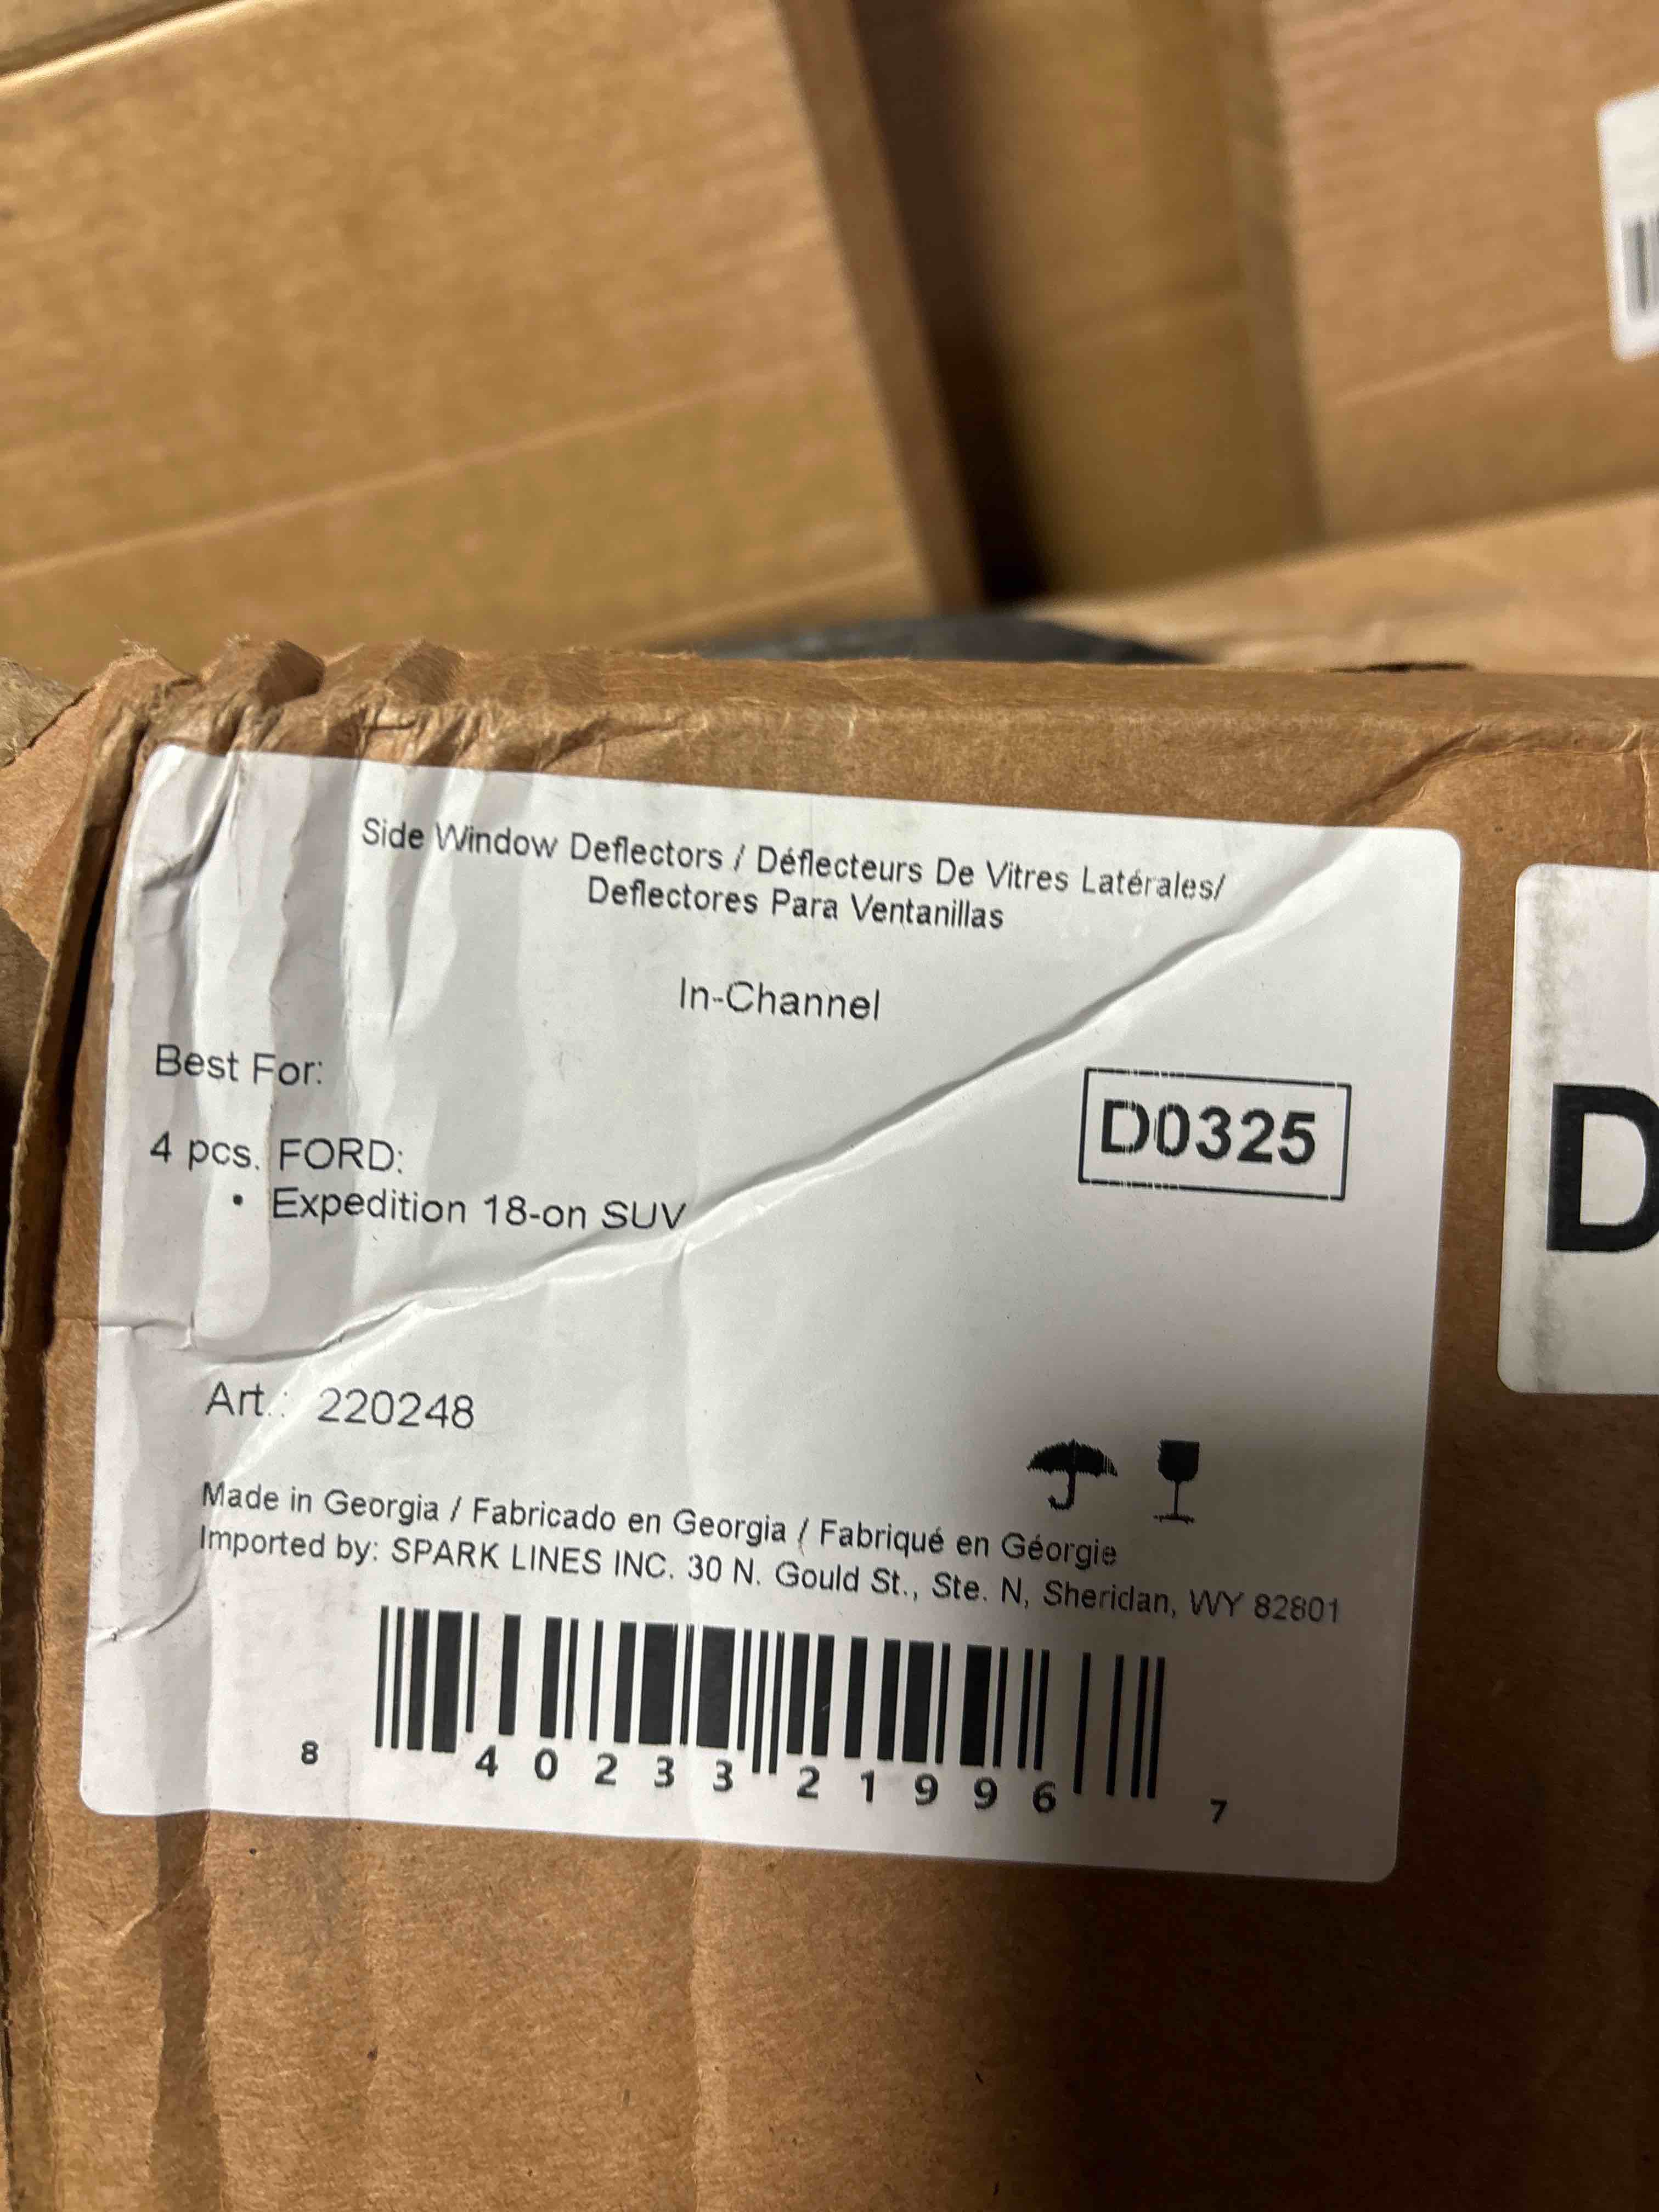 Side Window Deflectors / Déflecteurs De Vitres Latérales/
Deflectores Para Ventanillas
In-Channel
Best For:
4 pcs. FORD:
• Expedition 18-on SUV
D0325
D
Art.: 220248
Made in Georgia / Fabricado en Georgia / Fabriqué en Géorgie
Imported by: SPARK LINES INC. 30 N. Gould St., Ste. N, Sheridan, WY 82801
8 40233 21996 7